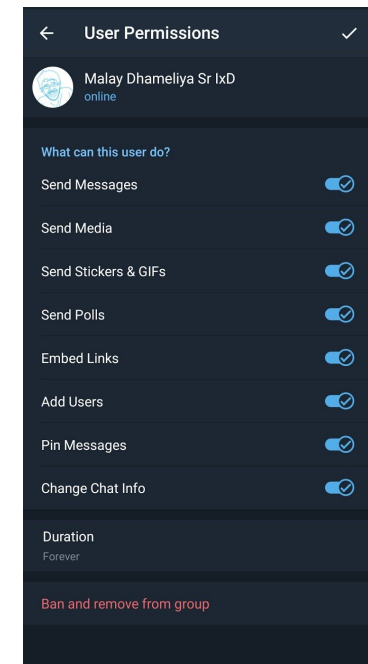 User Permissions
Malay Dhameliya Sr IxD
online
What can this user do?
Send Messages
Send Media
Send Stickers & GIFs
Send Polls
Embed Links
Add Users
Pin Messages
Change Chat Info
Duration
Forever
Ban and remove from group